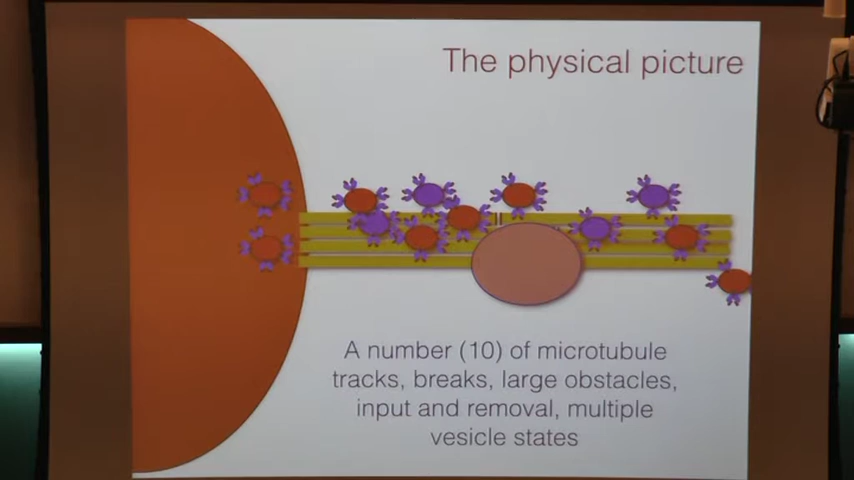 The physical picture
A number (10) of microtubule
tracks, breaks, large obstacles,
input and removal, multiple
vesicle states